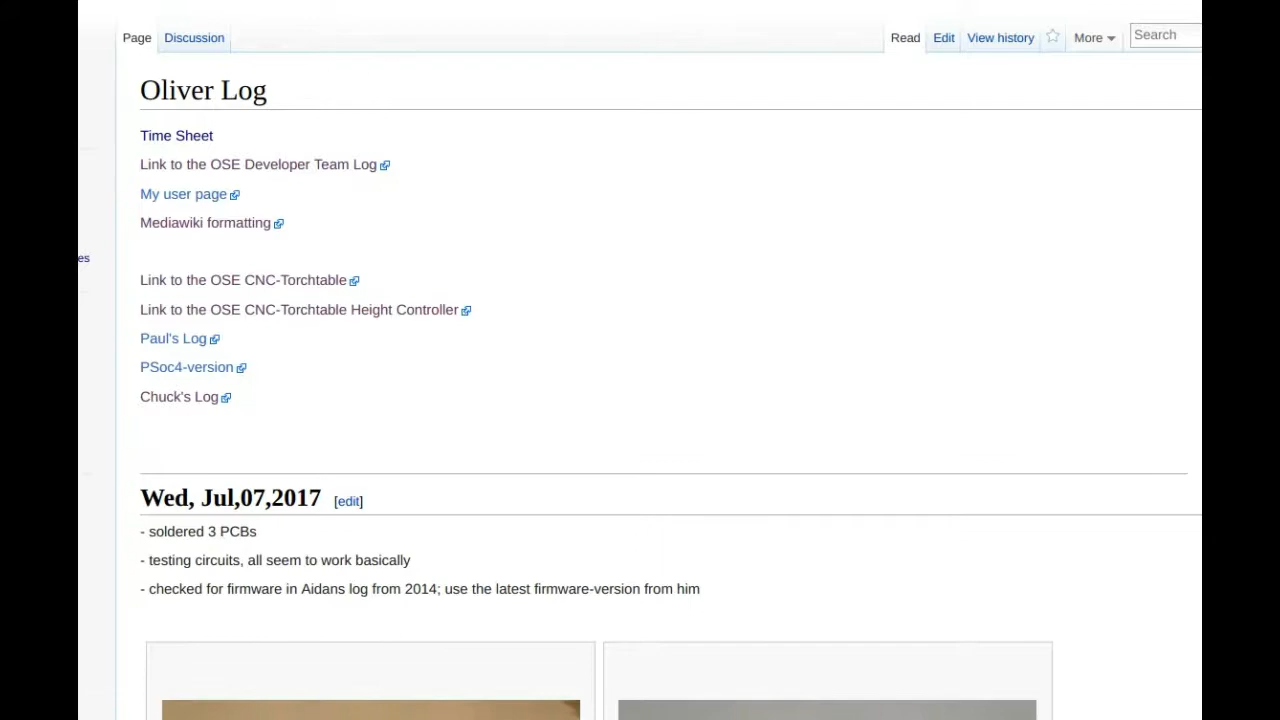 Page Discussion Read Edit View history More Search
Oliver Log
Time Sheet
Link to the OSE Developer Team Log
My user page
Mediawiki formatting
es
Link to the OSE CNC-Torchtable
Link to the OSE CNC-Torchtable Height Controller
Paul's Log
PSoc4-version
Chuck's Log
Wed, Jul,07,2017 [edit]
- soldered 3 PCBs
- testing circuits, all seem to work basically
- checked for firmware in Aidans log from 2014; use the latest firmware-version from him